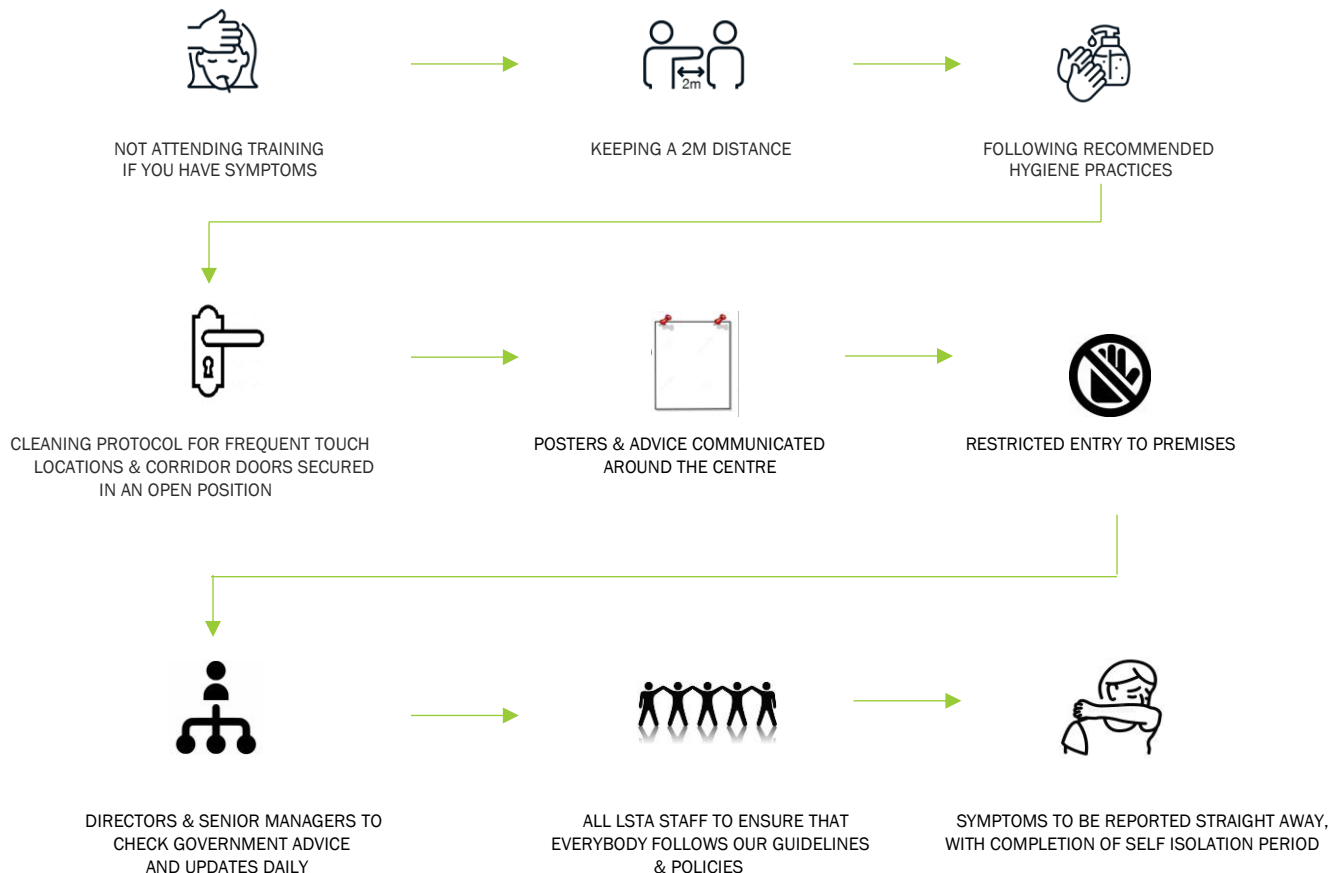 2m
NOT ATTENDING TRAINING
IF YOU HAVE SYMPTOMS
KEEPING A 2M DISTANCE
FOLLOWING RECOMMENDED
HYGIENE PRACTICES
CLEANING PROTOCOL FOR FREQUENT TOUCH
LOCATIONS & CORRIDOR DOORS SECURED
IN AN OPEN POSITION
POSTERS & ADVICE COMMUNICATED
AROUND THE CENTRE
RESTRICTED ENTRY TO PREMISES
DIRECTORS & SENIOR MANAGERS TO
CHECK GOVERNMENT ADVICE
AND UPDATES DAILY
ALL LSTA STAFF TO ENSURE THAT
EVERYBODY FOLLOWS OUR GUIDELINES
& POLICIES
SYMPTOMS TO BE REPORTED STRAIGHT AWAY,
WITH COMPLETION OF SELF ISOLATION PERIOD